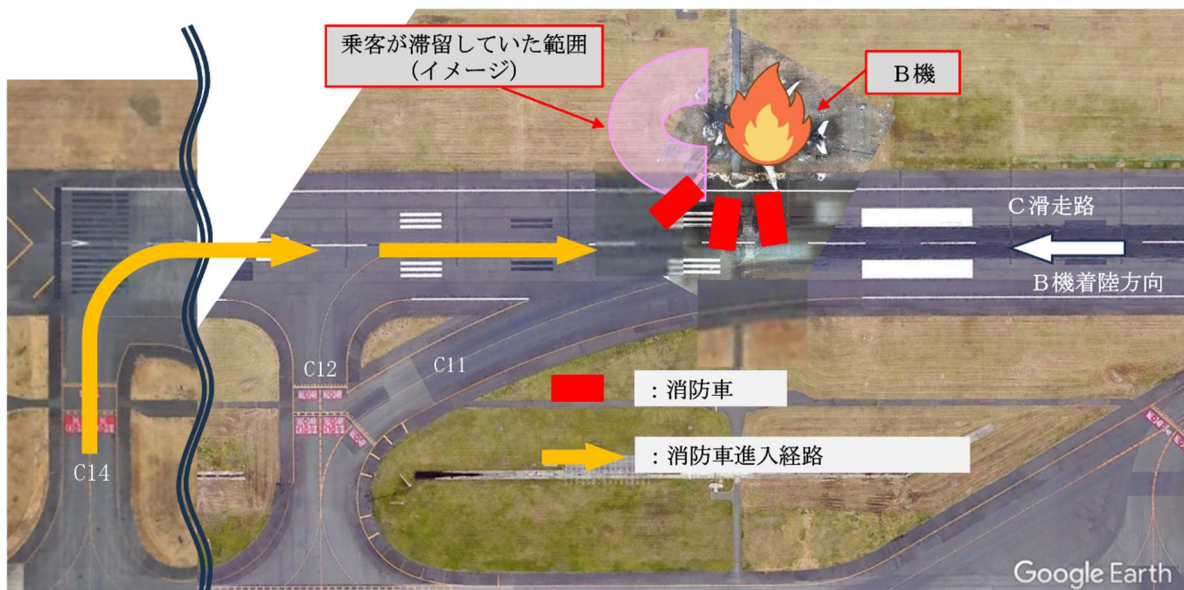 乗客が滞留していた範囲
(イメージ)
B機
C滑走路
B機着陸方向
C12
C11
C14
：消防車
：消防車進入経路
Google Earth